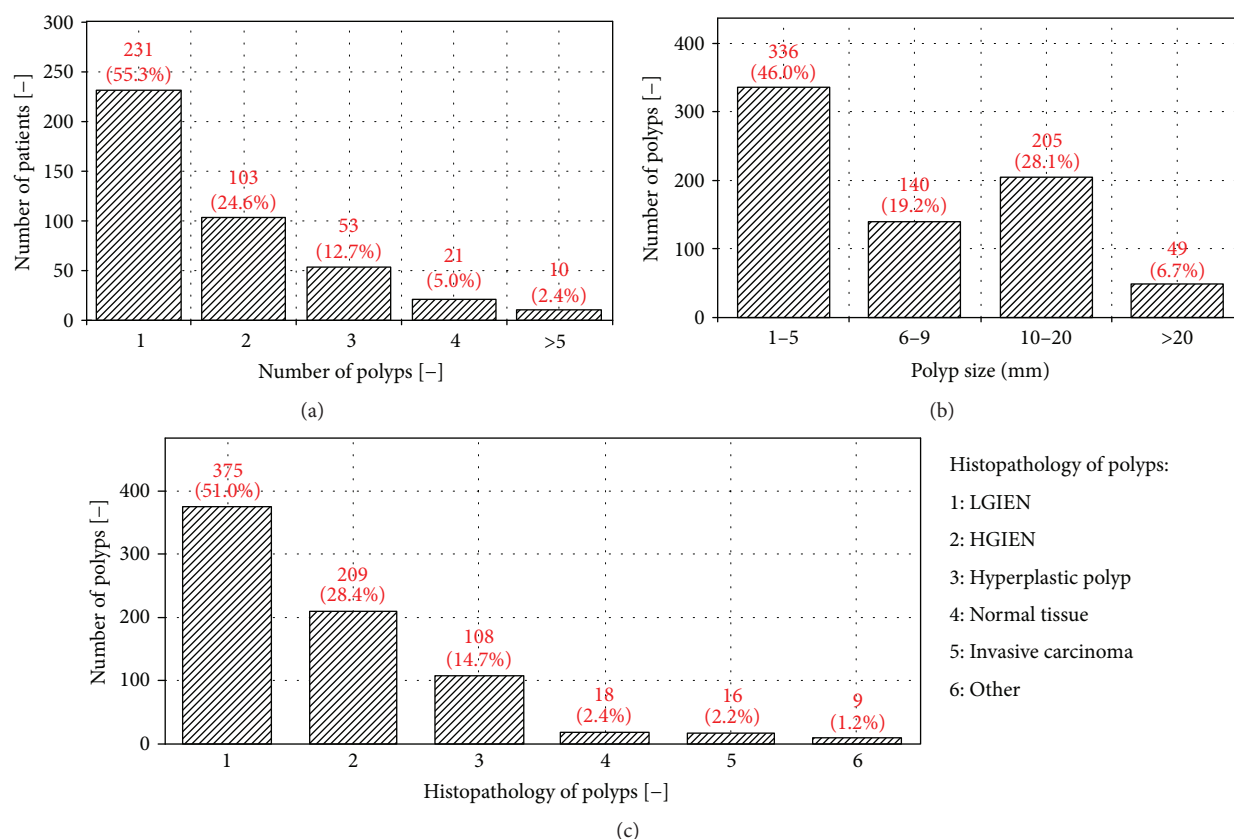 300
250
200
150
100
50
0
Number of patients [−]
231
(55.3%)
103
(24.6%)
53
(12.7%)
21
(5.0%)
10
(2.4%)
1 2 3 4 >5
Number of polyps [−]
(a)
400
300
200
100
0
Number of polyps [−]
336
(46.0%)
140
(19.2%)
205
(28.1%)
49
(6.7%)
1–5 6–9 10–20 >20
Polyp size (mm)
(b)
400
300
200
100
0
Number of polyps [−]
375
(51.0%)
209
(28.4%)
108
(14.7%)
18
(2.4%)
16
(2.2%)
9
(1.2%)
1 2 3 4 5 6
Histopathology of polyps [−]
Histopathology of polyps:
1: LGIEN
2: HGIEN
3: Hyperplastic polyp
4: Normal tissue
5: Invasive carcinoma
6: Other
(c)